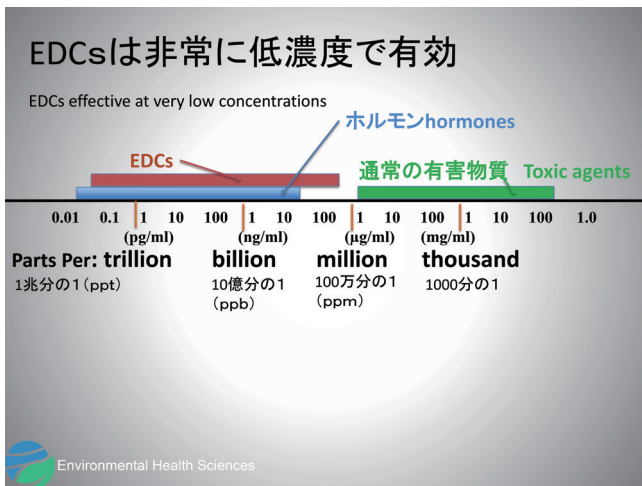 EDCsは非常に低濃度で有効
EDCs effective at very low concentrations
ホルモンhormones
EDCs
通常の有害物質 Toxic agents
0.01 0.1 1 10 100 1 10 100 1 10 100 1 10 100 1.0
(pg/ml) (ng/ml) (µg/ml) (mg/ml)
Parts Per: trillion billion million thousand
1兆分の1(ppt) 10億分の1 100万分の1 1000分の1
(ppb) (ppm)
Environmental Health Sciences